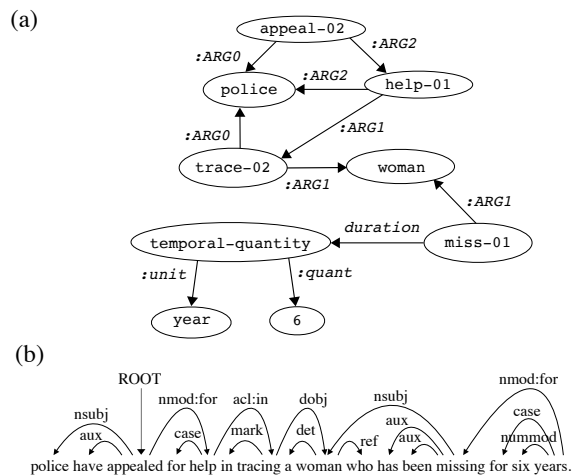 (a)
appeal-02
:ARG0
:ARG2
police
:ARG2
help-01
:ARG0
:ARG1
trace-02
:ARG1
woman
:ARG1
temporal-quantity
duration
miss-01
:unit
:quant
year
6
(b)
ROOT
nsubj
nmod:for
acl:in
dobj
nsubj
nmod:for
aux
case
mark
det
ref
aux
aux
case
nummod
police have appealed for help in tracing a woman who has been missing for six years.